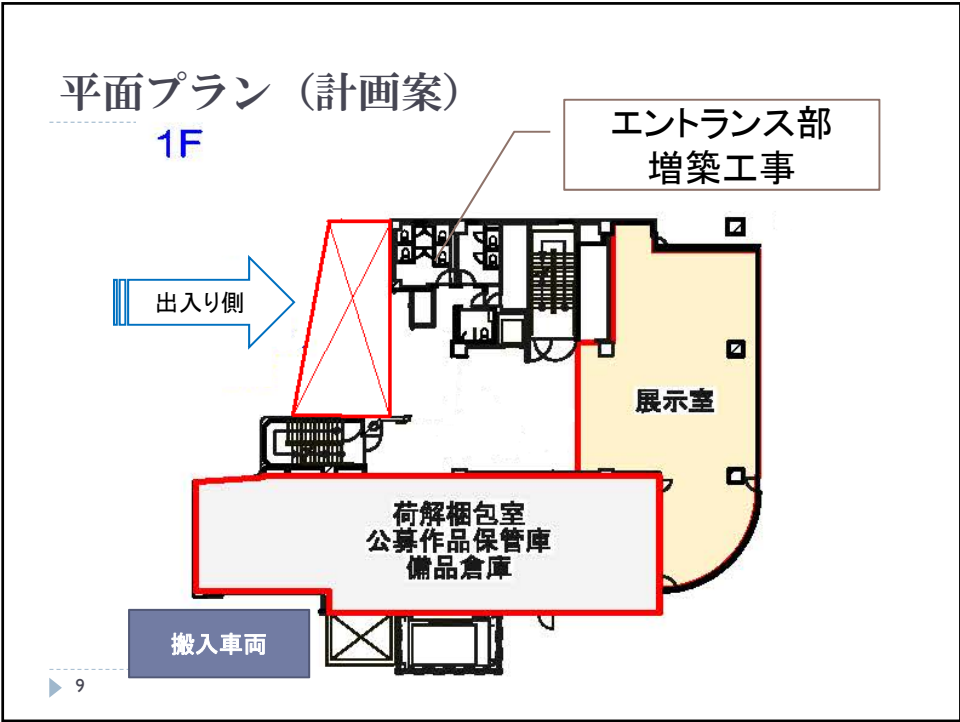 平面プラン（計画案）
1F
エントランス部
増築工事
出入り側
展示室
荷解梱包室
公募作品保管庫
備品倉庫
搬入車両
9